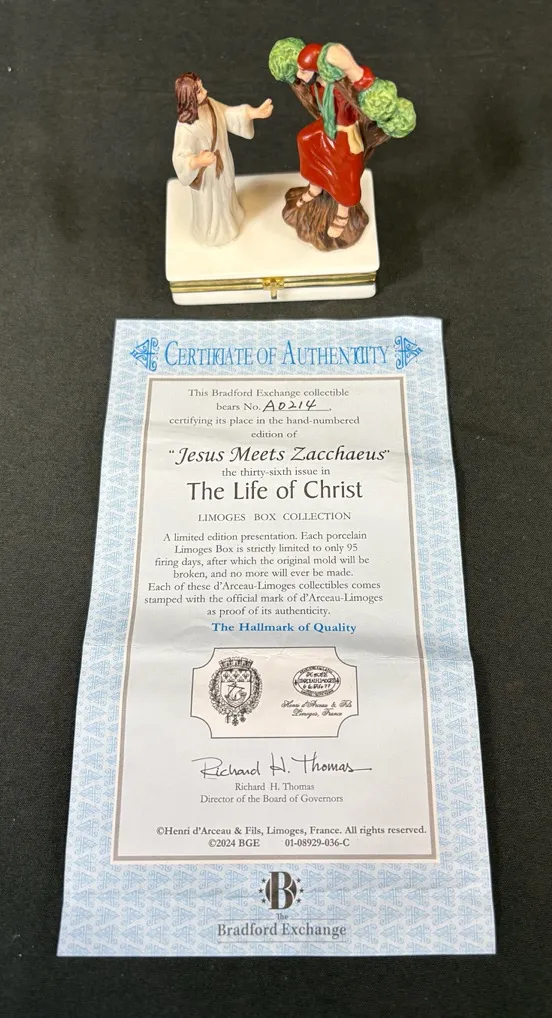 CERTIFICATE OF AUTHENTICITY
This Bradford Exchange collectible
bears No. A0214.
certifying its place in the hand-numbered
edition of
"Jesus Meets Zacchaeus"
the thirty-sixth issue in
The Life of Christ
LIMOGES BOX COLLECTION
A limited edition presentation. Each porcelain
Limoges Box is strictly limited to only 95
firing days, after which the original mold will be
broken, and no more will ever be made.
Each of these d'Arceau-Limoges collectibles comes
stamped with the official mark of d'Arceau-Limoges
as proof of its authenticity.
The Hallmark of Quality
Henri d'Arceau & Fils
Limoges, France
Richard H. Thomas
Richard H. Thomas
Director of the Board of Governors
©Henri d'Arceau & Fils, Limoges, France. All rights reserved.
©2024 BGE 01-08929-036-C
B
The
Bradford Exchange